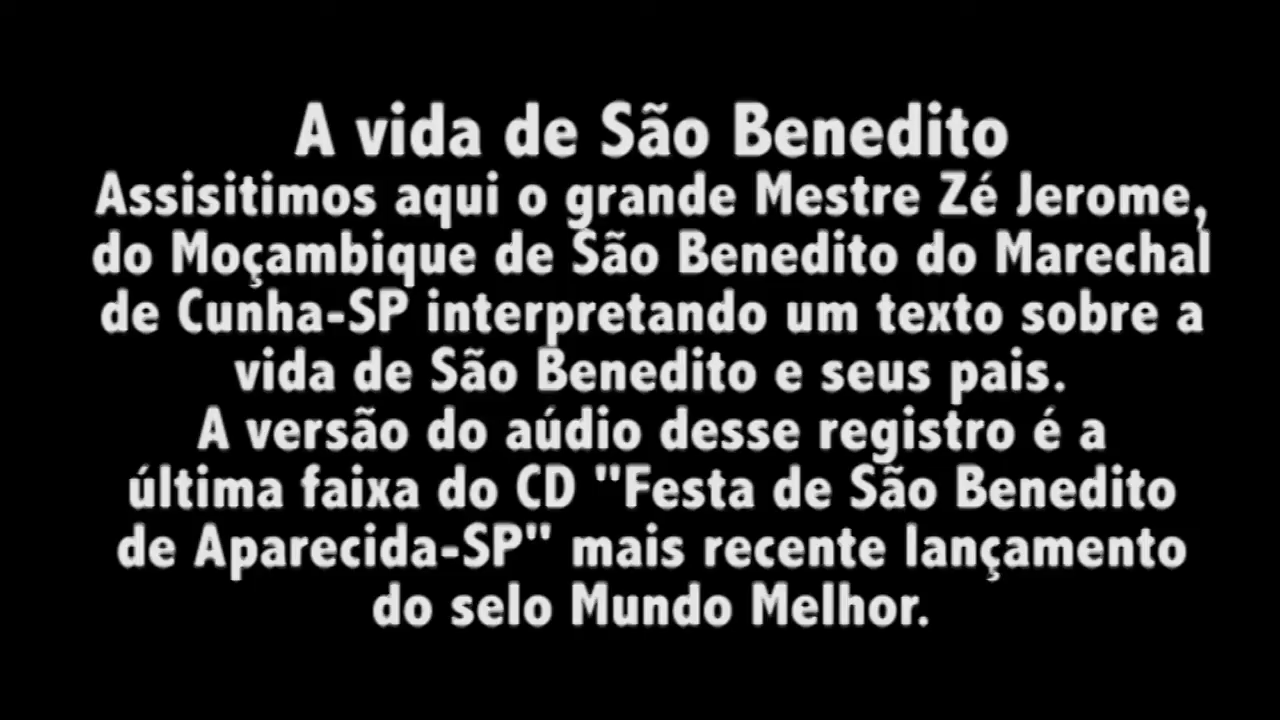 A vida de São Benedito
Assisitimos aqui o grande Mestre Zé Jerome,
do Moçambique de São Benedito do Marechal
de Cunha-SP interpretando um texto sobre a
vida de São Benedito e seus pais.
A versão do aúdio desse registro é a
última faixa do CD "Festa de São Benedito
de Aparecida-SP" mais recente lançamento
do selo Mundo Melhor.